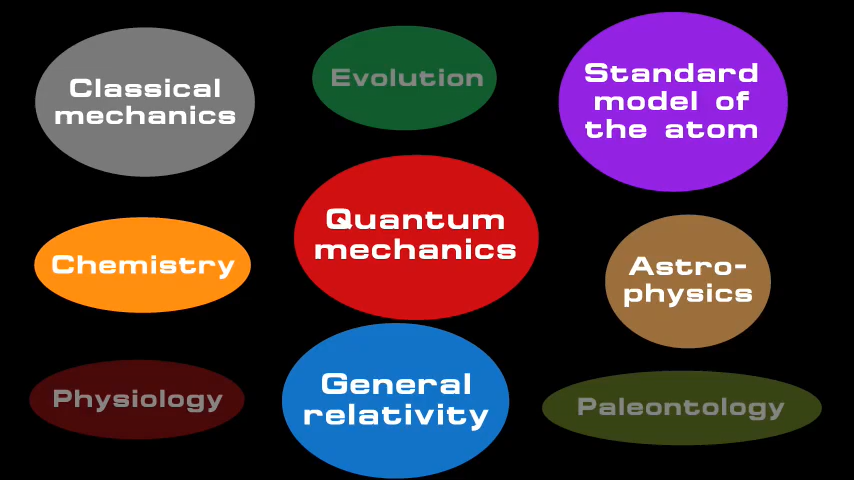 Classical
mechanics
Evolution
Standard
model of
the atom
Chemistry
Quantum
mechanics
Astro-
physics
Physiology
General
relativity
Paleontology